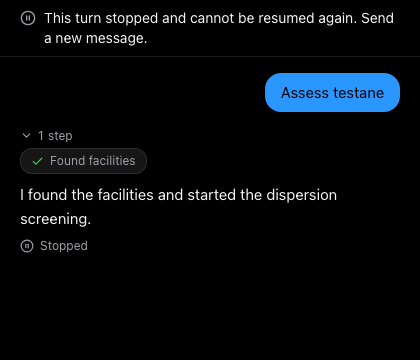 This turn stopped and cannot be resumed again. Send
a new message.
Assess testane
1 step
Found facilities
I found the facilities and started the dispersion
screening.
Stopped